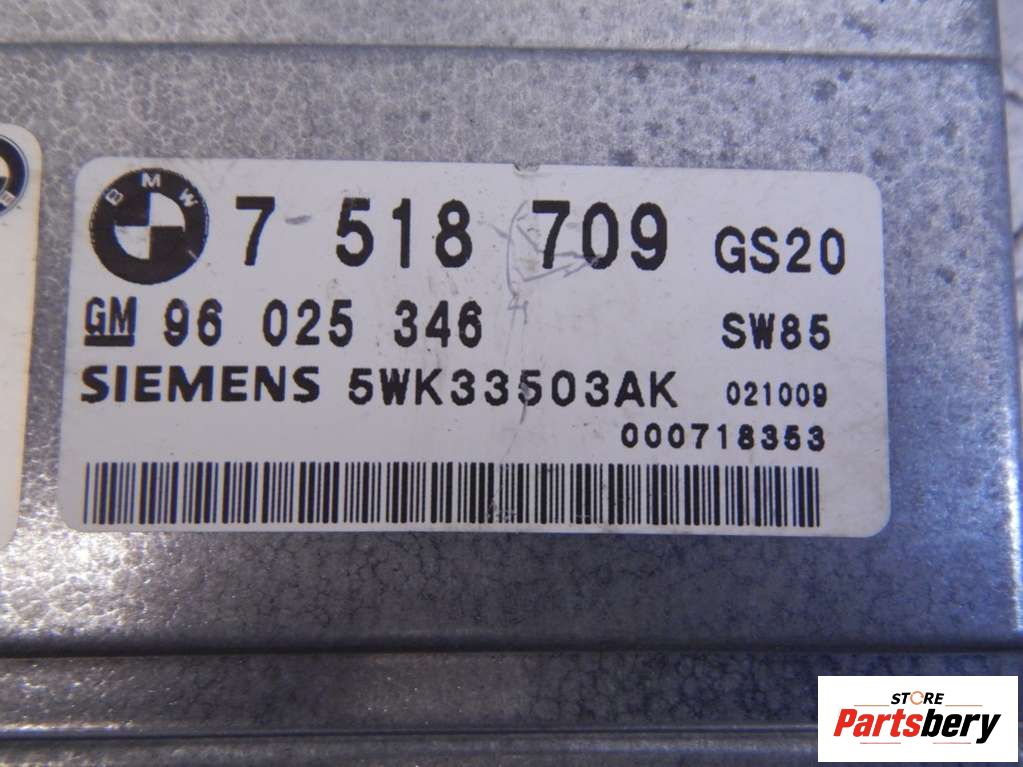 BMW 7 518 709 GS20
GM 96 025 346 SW85
SIEMENS 5WK33503AK 021009
000718353
STORE
Partsbery